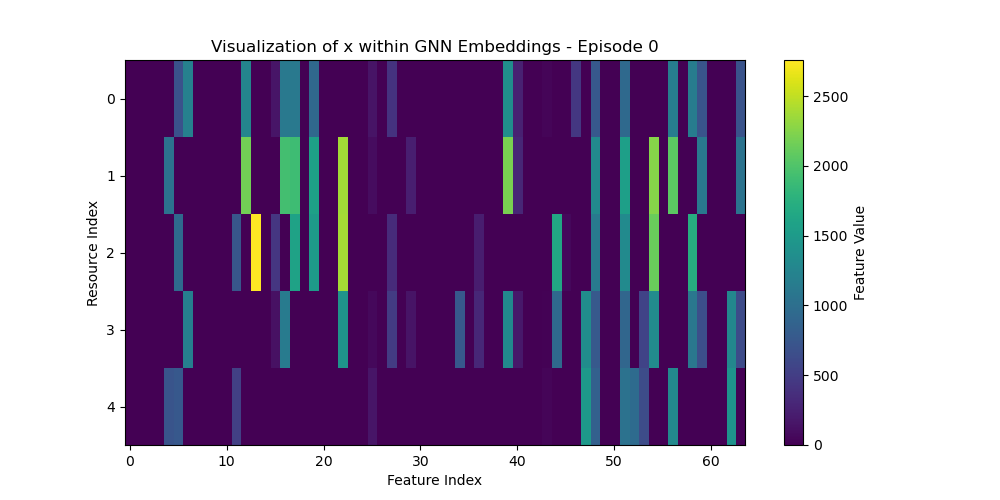 Visualization of x within GNN Embeddings - Episode 0
Resource Index
0
1
2
3
4
0 10 20 30 40 50 60
Feature Index
2500
2000
1500
1000
500
0
Feature Value